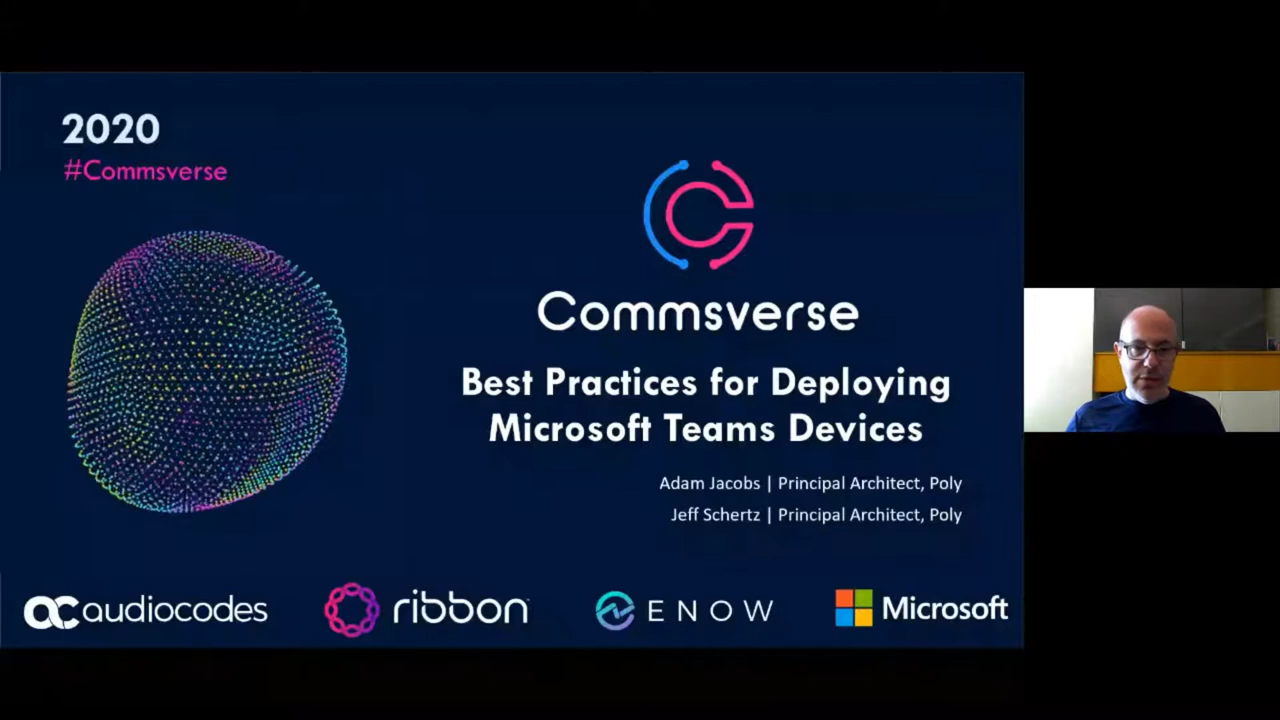 2020
#Commsverse
Commsverse
Best Practices for Deploying
Microsoft Teams Devices
Adam Jacobs | Principal Architect, Poly
Jeff Schertz | Principal Architect, Poly
audiocodes
ribbon
ENOW
Microsoft